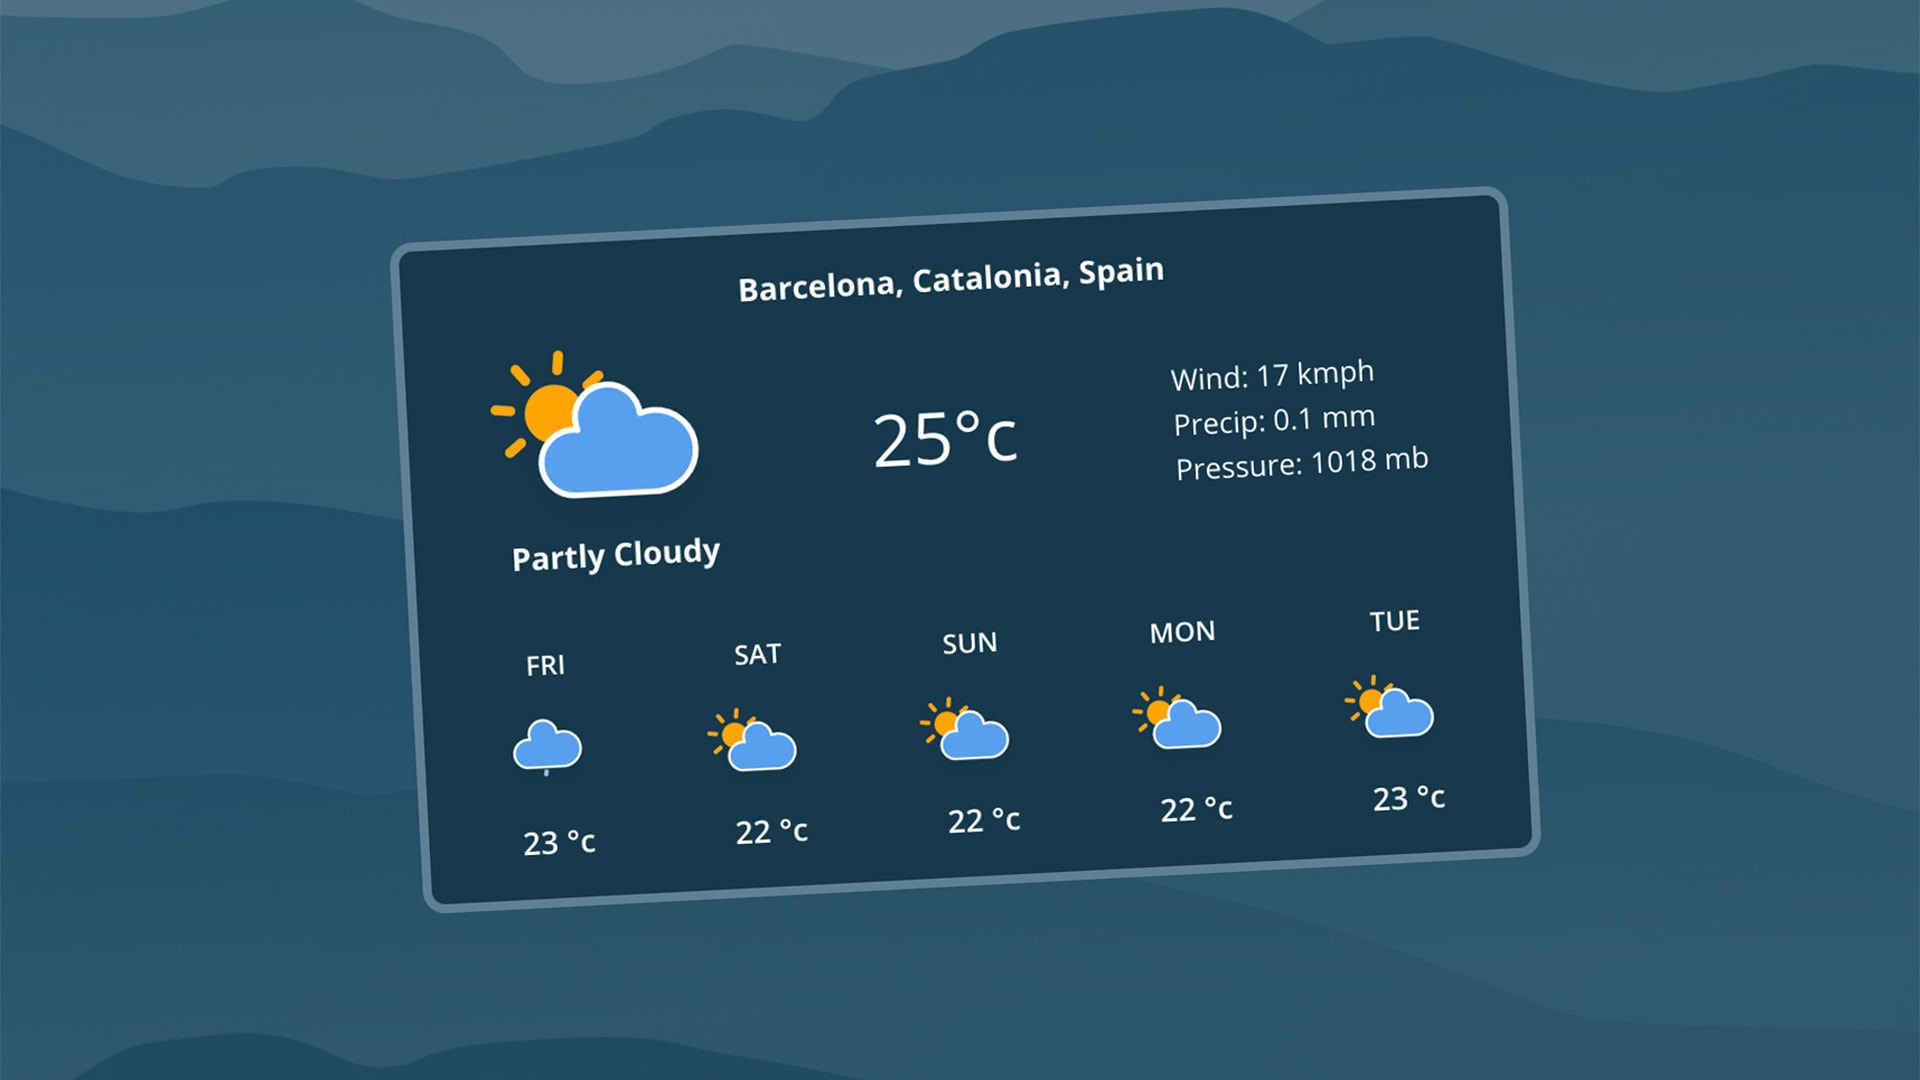 Barcelona, Catalonia, Spain
25°c
Wind: 17 kmph
Precip: 0.1 mm
Pressure: 1018 mb
Partly Cloudy
FRI SAT SUN MON TUE
23 °c 22 °c 22 °c 22 °c 23 °c